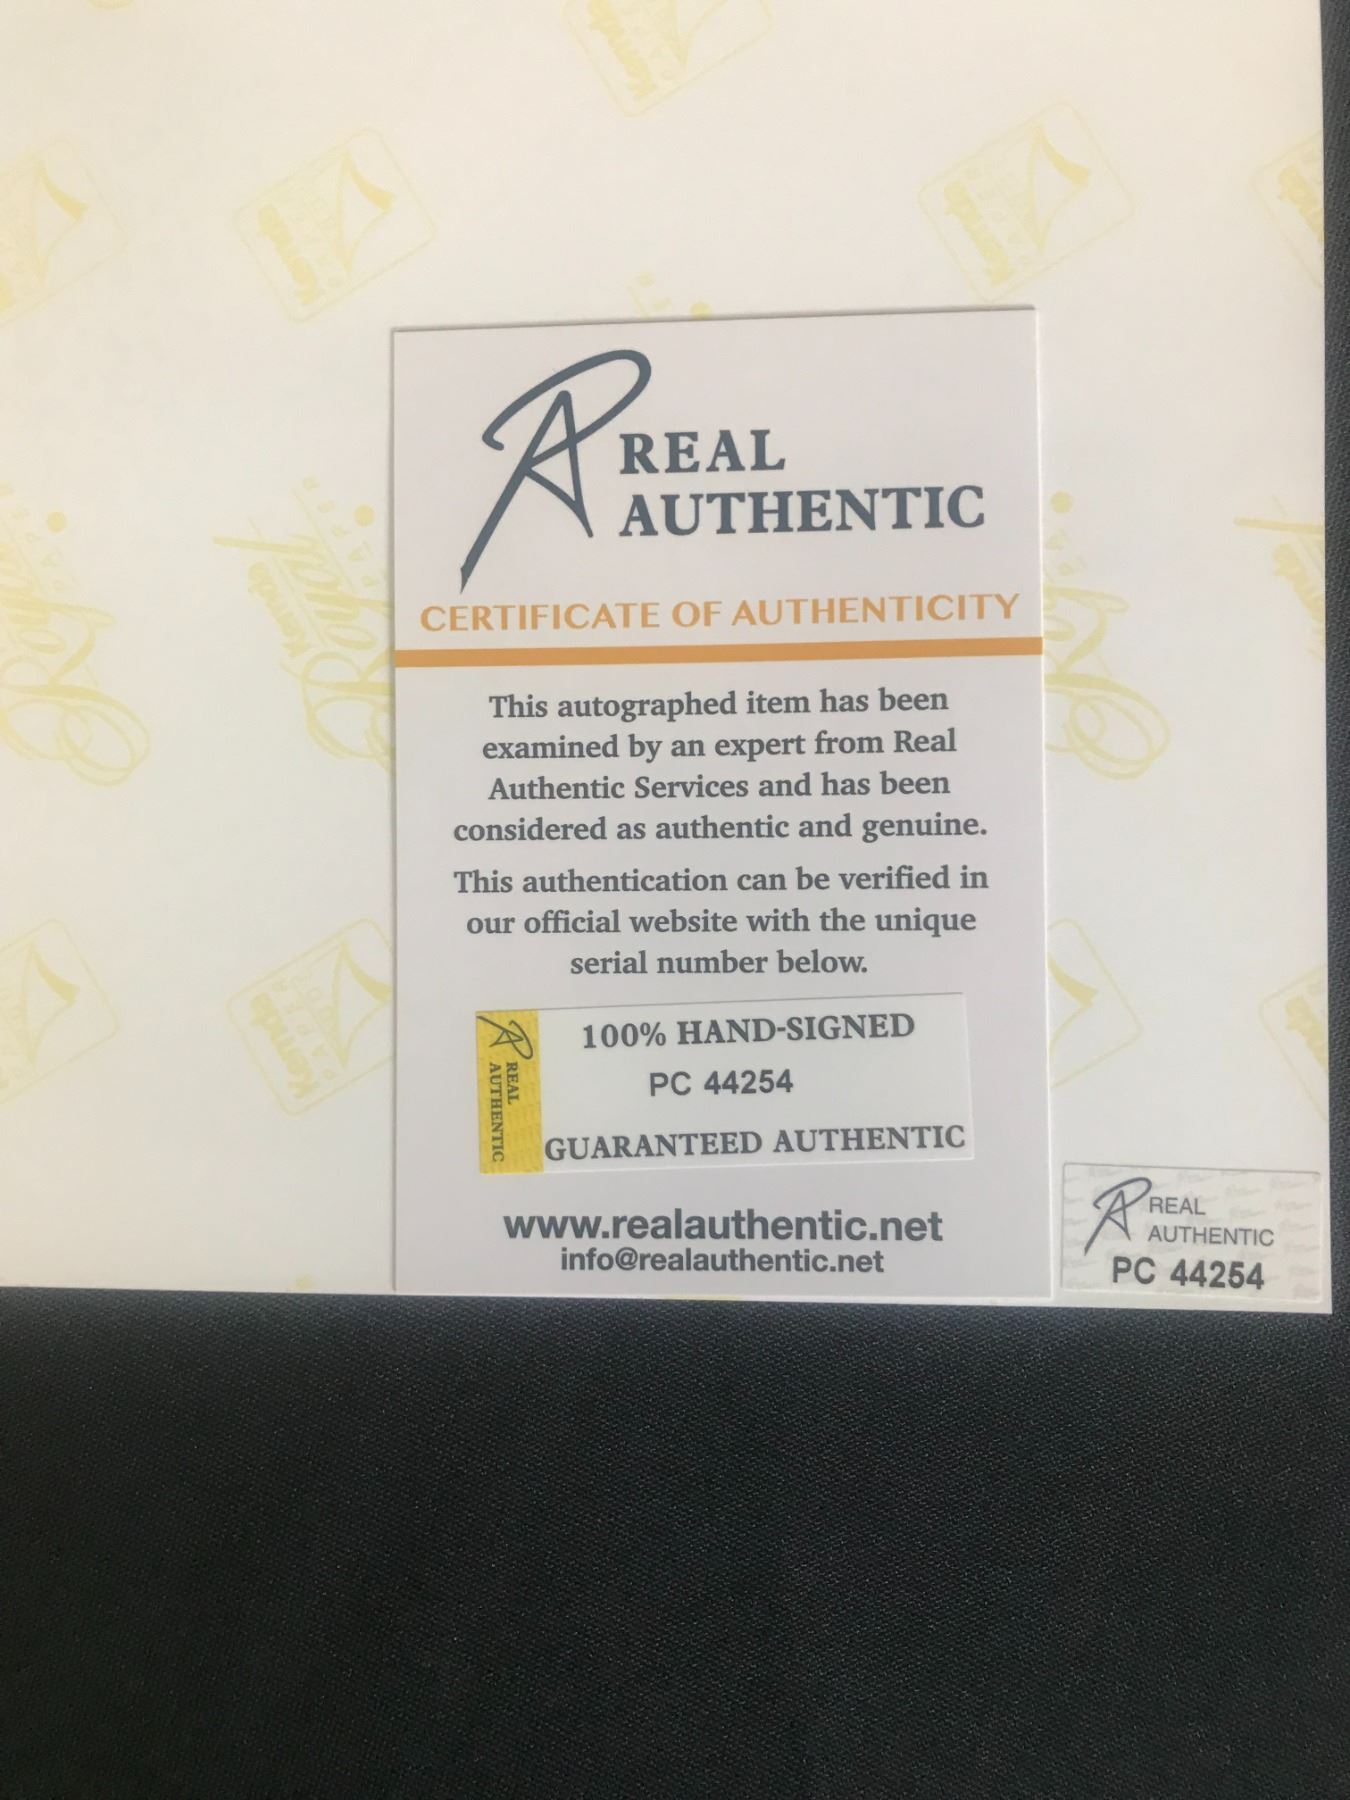 REAL
AUTHENTIC
CERTIFICATE OF AUTHENTICITY
This autographed item has been
examined by an expert from Real
Authentic Services and has been
considered as authentic and genuine.
This authentication can be verified in
our official website with the unique
serial number below.
REAL
AUTHENTIC
100% HAND-SIGNED
PC 44254
GUARANTEED AUTHENTIC
www.realauthentic.net
info@realauthentic.net
REAL
AUTHENTIC
PC 44254